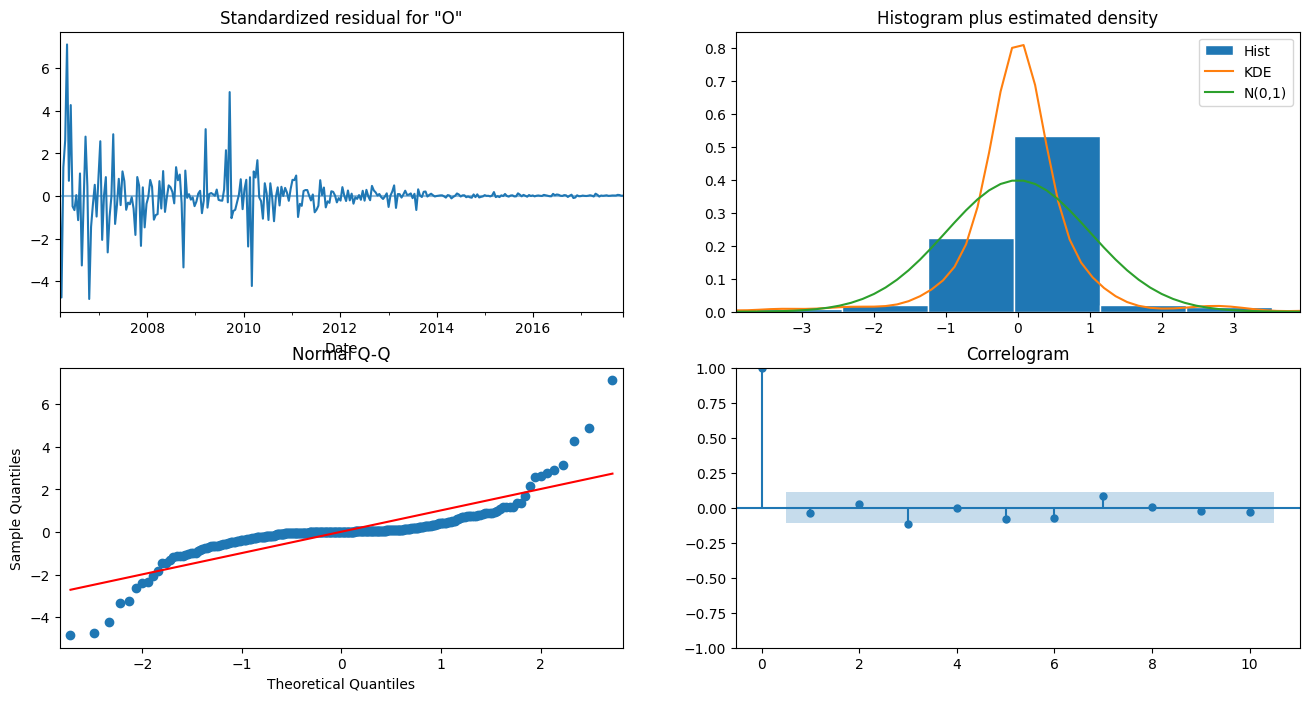 Standardized residual for "O"
6
4
2
0
−2
−4
2008 2010 2012 2014 2016
Date
Histogram plus estimated density
Hist
KDE
N(0,1)
0.8
0.7
0.6
0.5
0.4
0.3
0.2
0.1
0.0
−3 −2 −1 0 1 2 3
Normal Q-Q
Sample Quantiles
6
4
2
0
−2
−4
−2 −1 0 1 2
Theoretical Quantiles
Correlogram
1.00
0.75
0.50
0.25
0.00
−0.25
−0.50
−0.75
−1.00
0 2 4 6 8 10